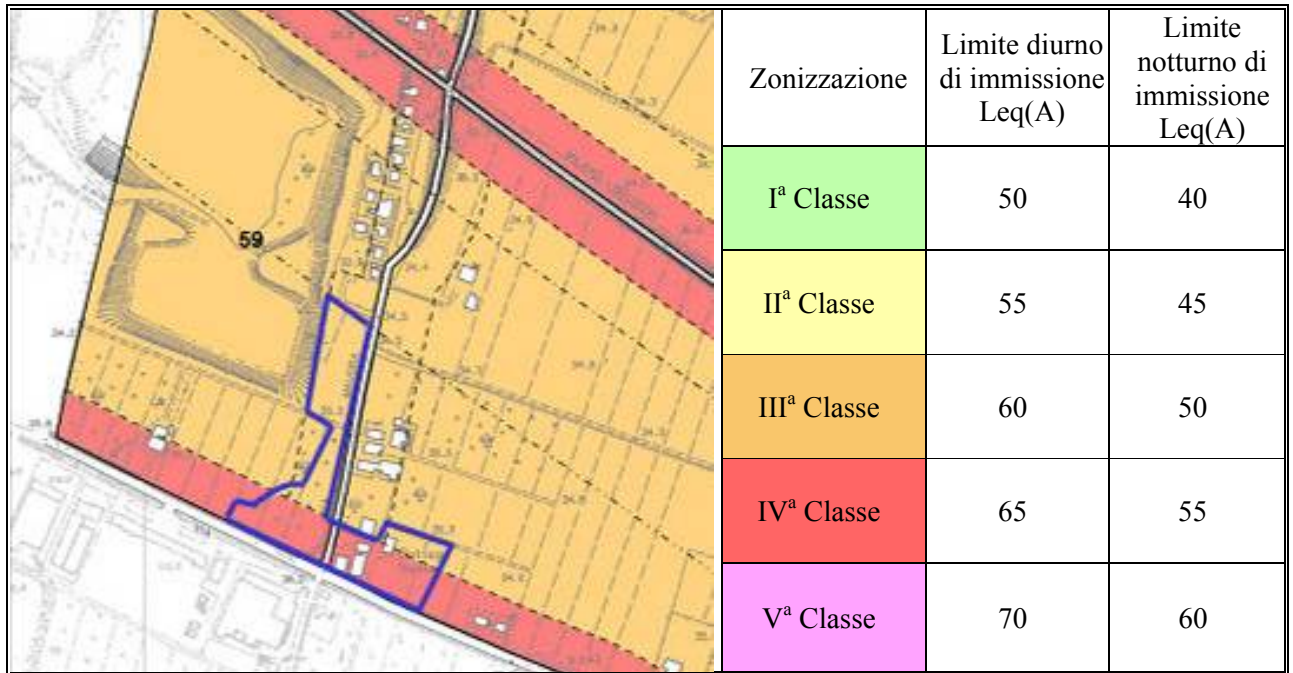 59
Zonizzazione
Limite diurno
di immissione
Leq(A)
Limite
notturno di
immissione
Leq(A)
Iª Classe
50
40
IIª Classe
55
45
IIIª Classe
60
50
IVª Classe
65
55
Vª Classe
70
60